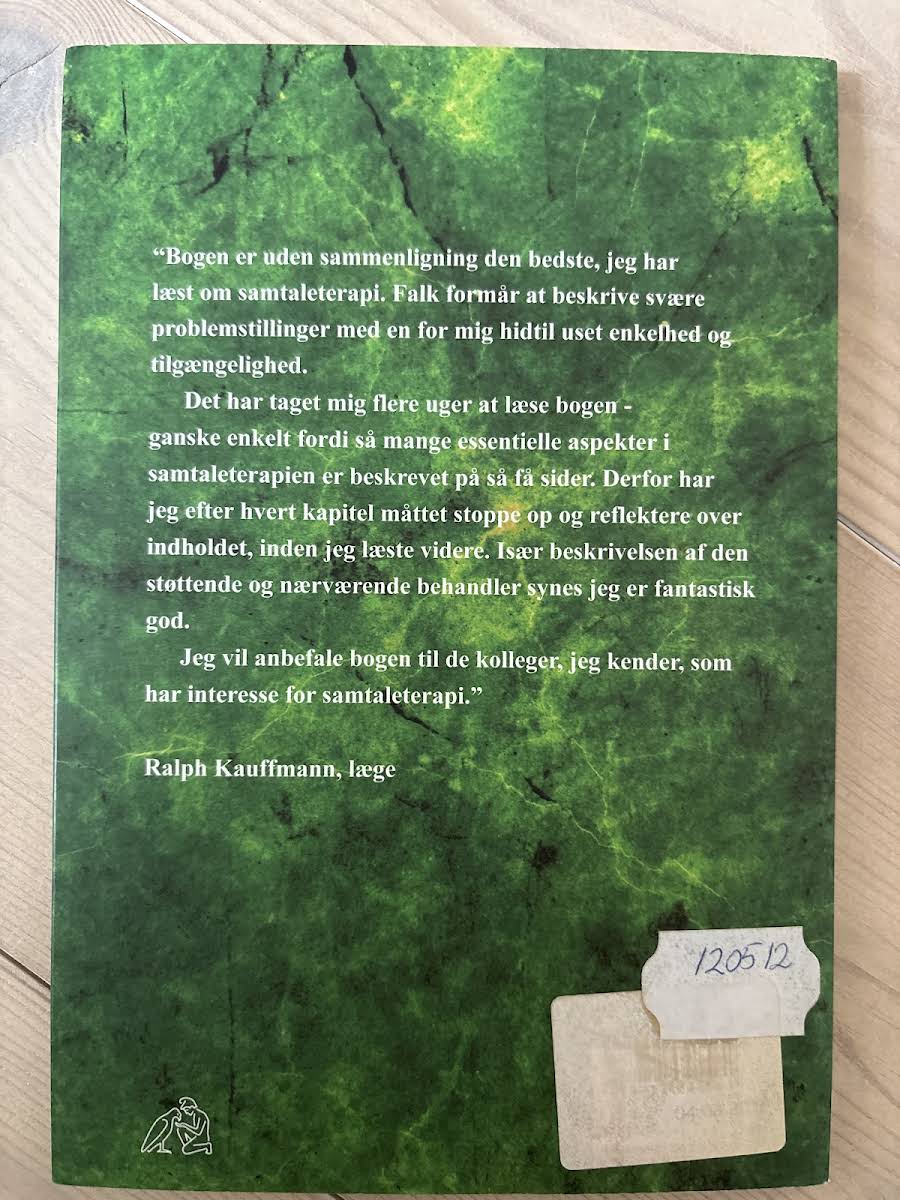 “Bogen er uden sammenligning den bedste, jeg har
læst om samtaleterapi. Falk formår at beskrive svære
problemstillinger med en for mig hidtil uset enkelhed og
tilgængelighed.
Det har taget mig flere uger at læse bogen -
ganske enkelt fordi så mange essentielle aspekter i
samtaleterapien er beskrevet på så få sider. Derfor har
jeg efter hvert kapitel måttet stoppe op og reflektere over
indholdet, inden jeg læste videre. Især beskrivelsen af den
støttende og nærværende behandler synes jeg er fantastisk
god.
Jeg vil anbefale bogen til de kolleger, jeg kender, som
har interesse for samtaleterapi.”
Ralph Kauffmann, læge
120512